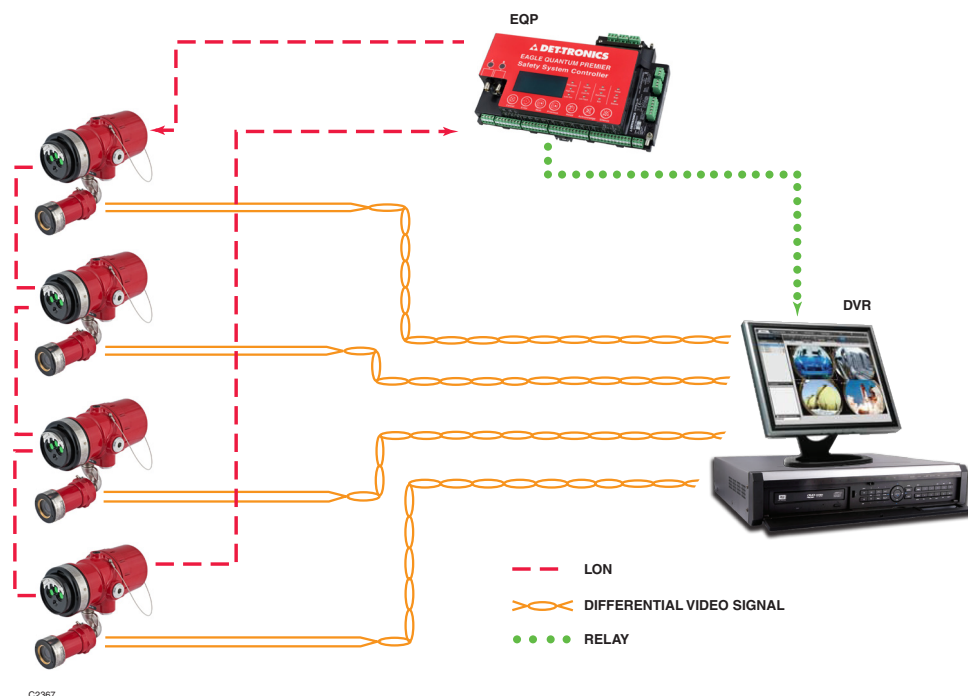 EQP
DET-TRONICS
EAGLE QUANTUM PREMIER
Safety System Controller
DVR
LON
DIFFERENTIAL VIDEO SIGNAL
RELAY
C2367